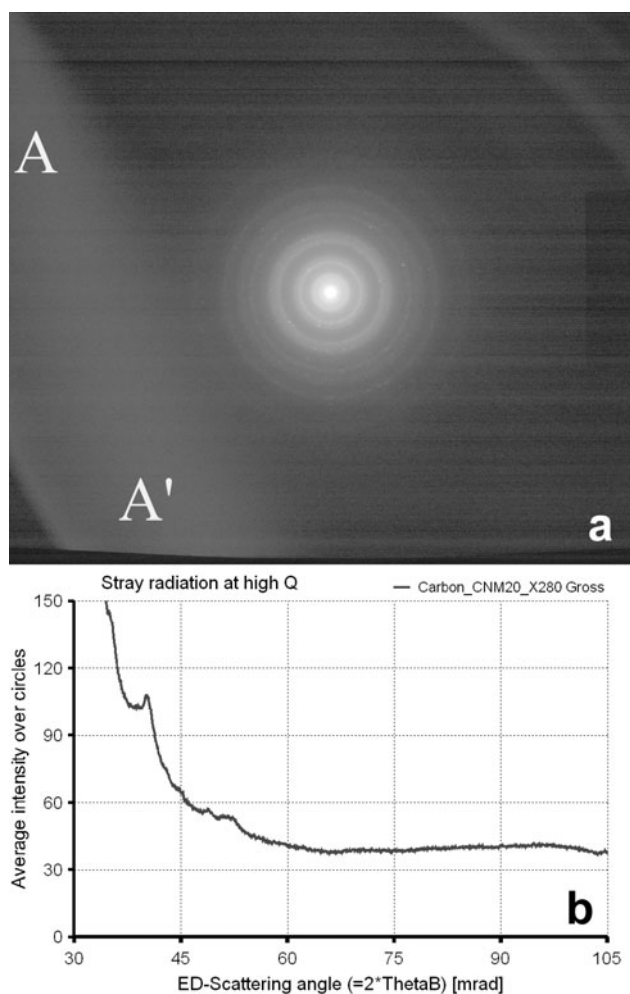 A
A'
a
Stray radiation at high Q
Carbon_CNM20_X280 Gross
150
120
90
60
30
0
Average intensity over circles
30 45 60 75 90 105
ED-Scattering angle (=2*ThetaB) [mrad]
b